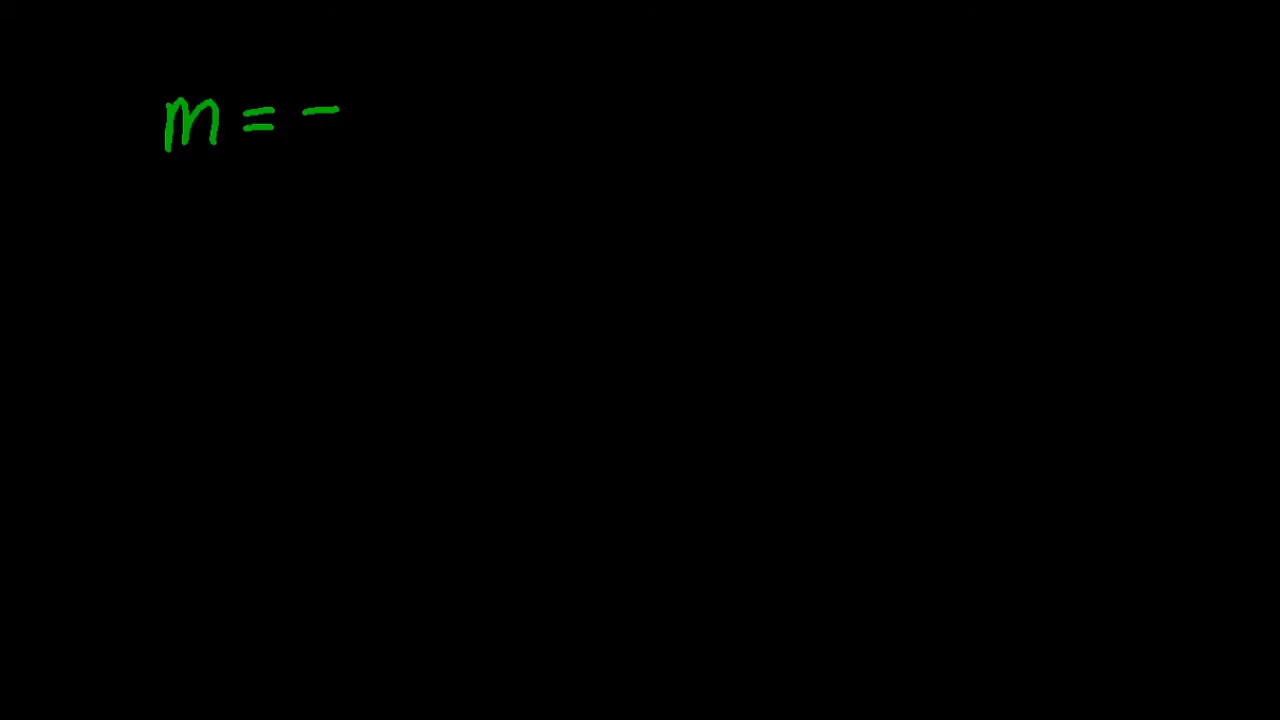 m = -